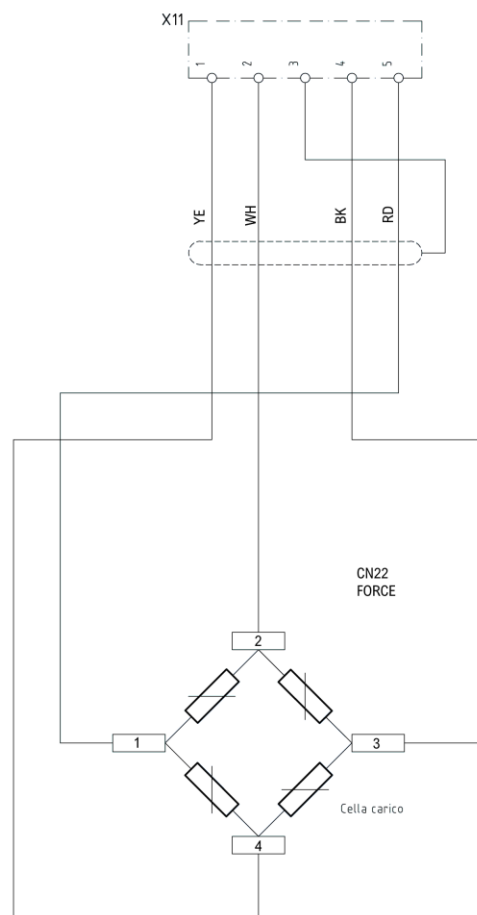 X11
1 2 3 4 5
YE WH BK RD
CN22
FORCE
2
1 3
Cella carico
4